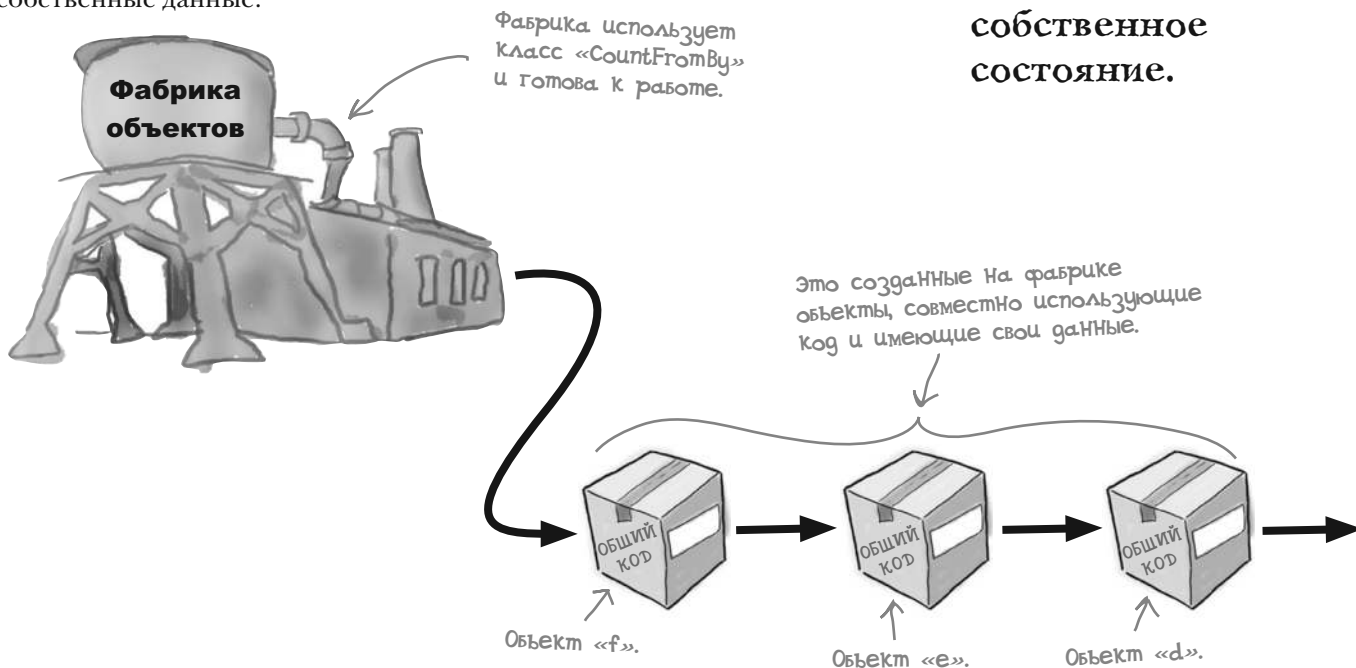 собственные данные.
собственное
состояние.
Фабрика использует
класс «CountFromBy»
и готова к работе.
Фабрика
объектов
Это созданные на фабрике
объекты, совместно использующие
код и имеющие свои данные.
ОБЩИЙ
КОД
ОБЩИЙ
КОД
ОБЩИЙ
КОД
Объект «f».
Объект «e».
Объект «d».